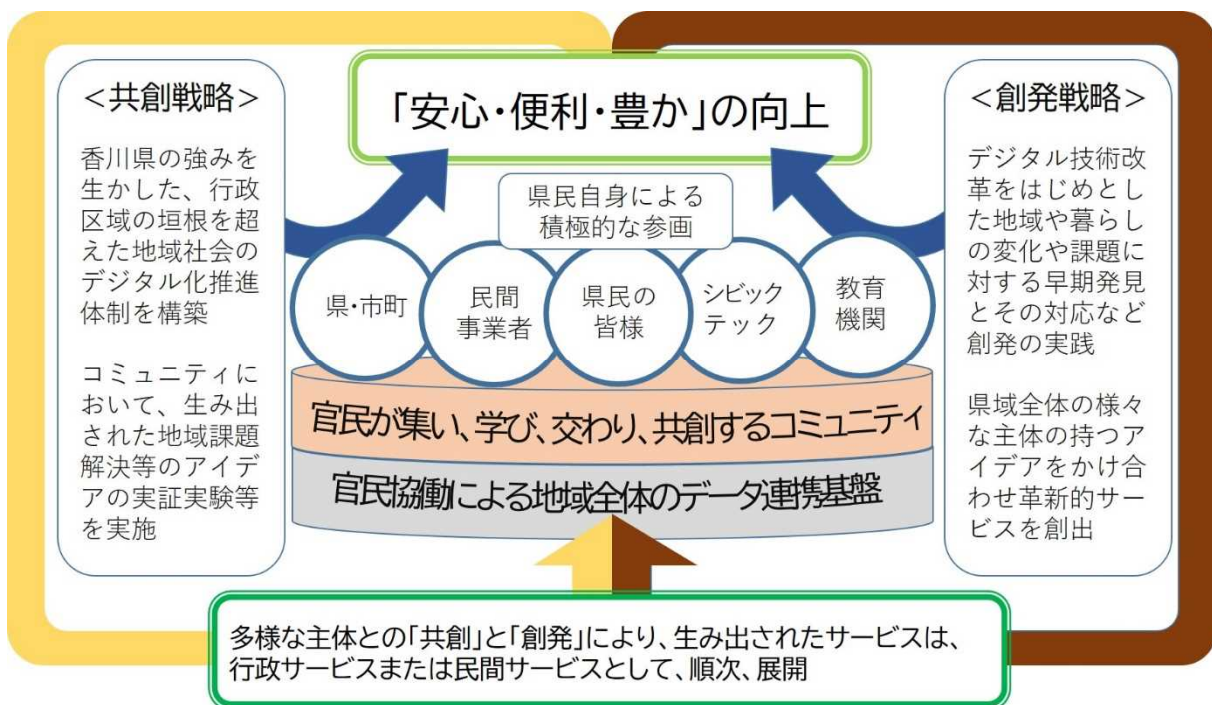 「安心・便利・豊か」の向上
＜共創戦略＞
香川県の強みを
生かした、行政
区域の垣根を超
えた地域社会の
デジタル化推進
体制を構築
コミュニティに
おいて、生み出
された地域課題
解決等のアイデ
アの実証実験等
を実施
県民自身による
積極的な参画
県・市町
民間
事業者
県民の
皆様
シビック
テック
教育
機関
官民が集い、学び、交わり、共創するコミュニティ
官民協働による地域全体のデータ連携基盤
＜創発戦略＞
デジタル技術改
革をはじめとし
た地域や暮らし
の変化や課題に
対する早期発見
とその対応など
創発の実践
県域全体の様々
な主体の持つア
イデアをかけ合
わせ革新的サー
ビスを創出
多様な主体との「共創」と「創発」により、生み出されたサービスは、
行政サービスまたは民間サービスとして、順次、展開